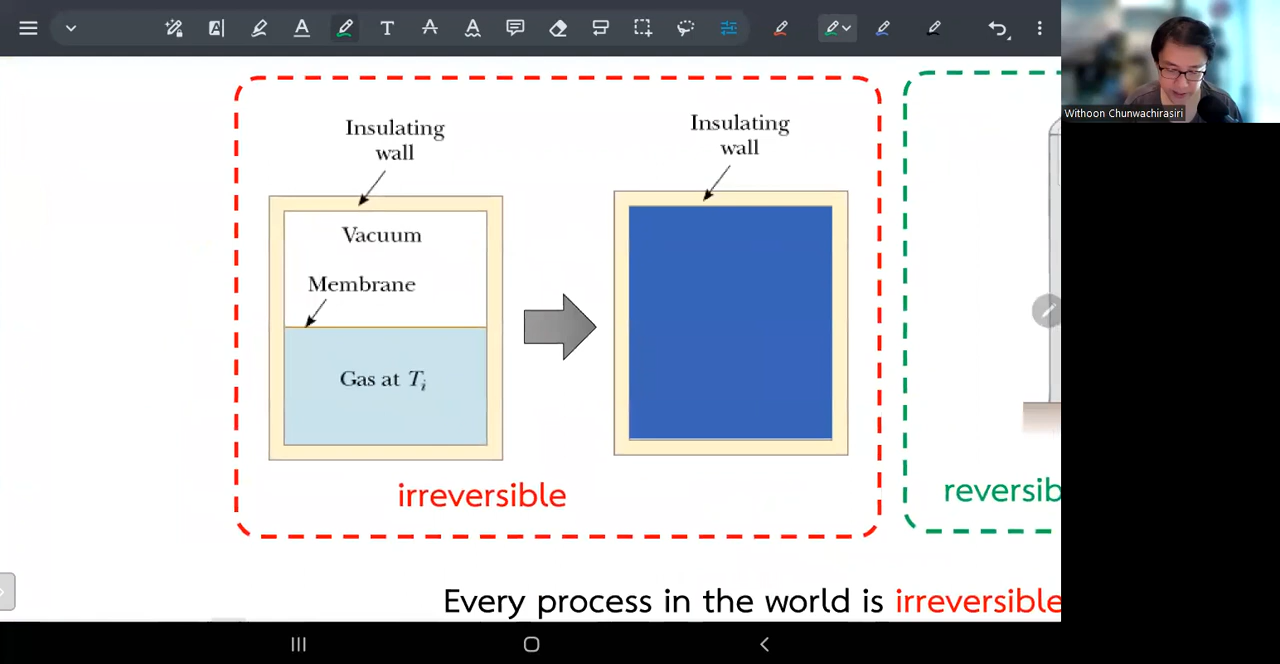 Withoon Chunwachirasiri
Insulating
wall
Vacuum
Membrane
Gas at Ti
Insulating
wall
irreversible
reversib
Every process in the world is irreversible